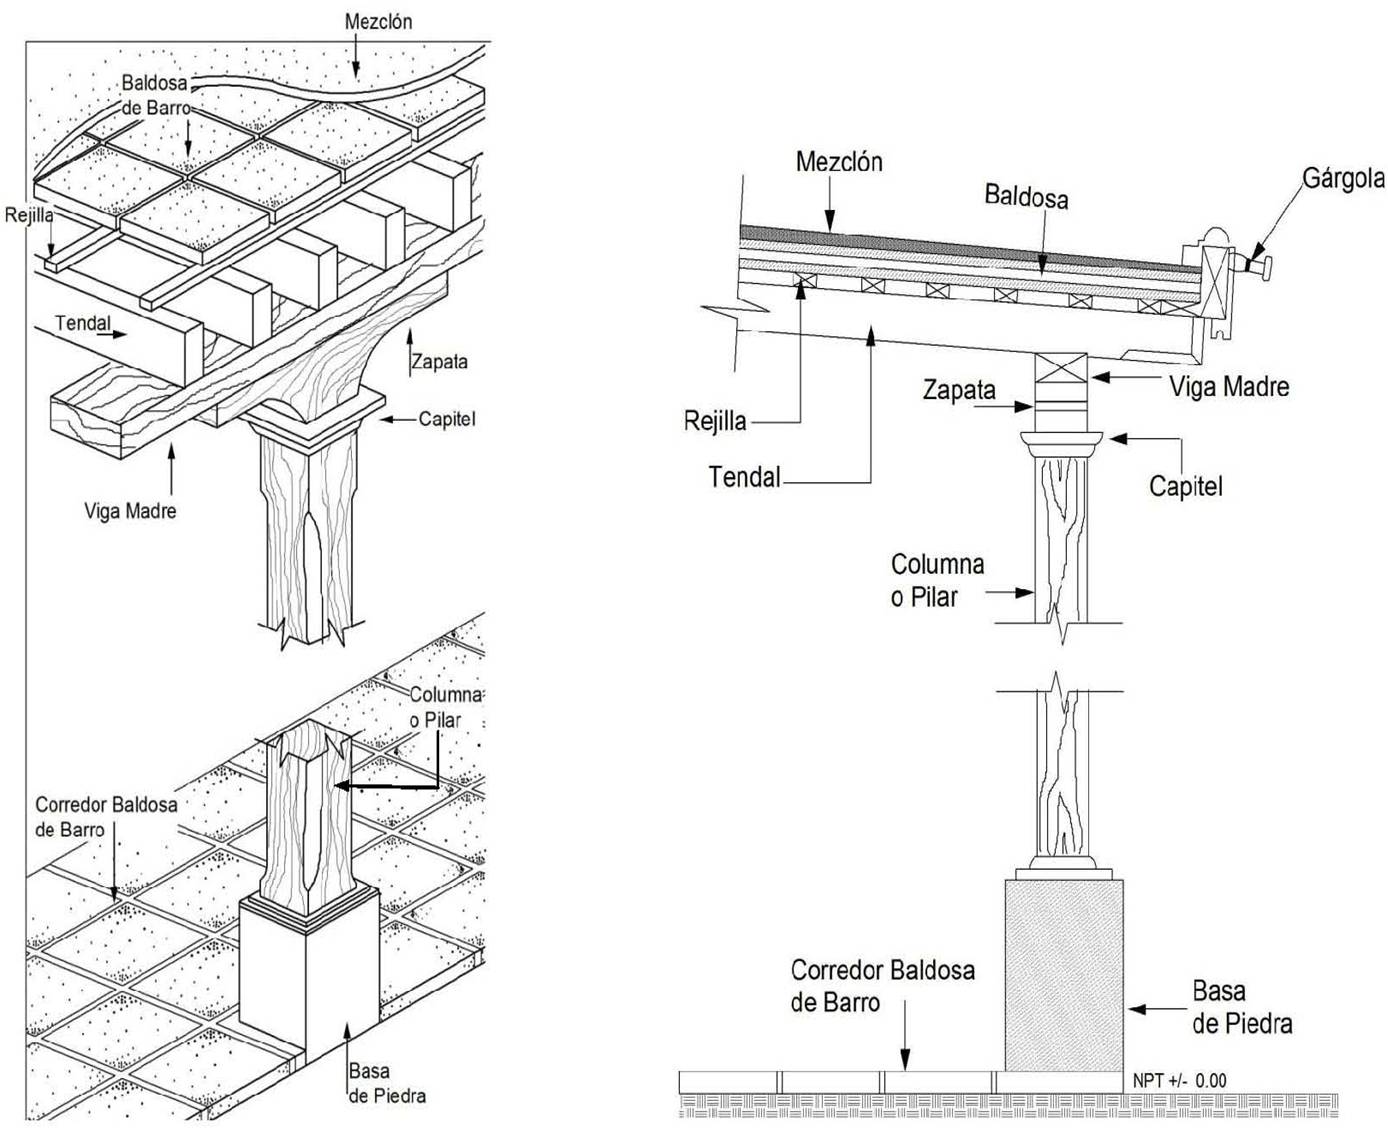 Mezclón
Baldosa
de Barro
Rejilla
Tendal
Zapata
Capitel
Viga Madre
Columna
o Pilar
Corredor Baldosa
de Barro
Basa
de Piedra
Mezclón
Baldosa
Gárgola
Zapata
Viga Madre
Rejilla
Tendal
Capitel
Columna
o Pilar
Corredor Baldosa
de Barro
Basa
de Piedra
NPT +/- 0.00